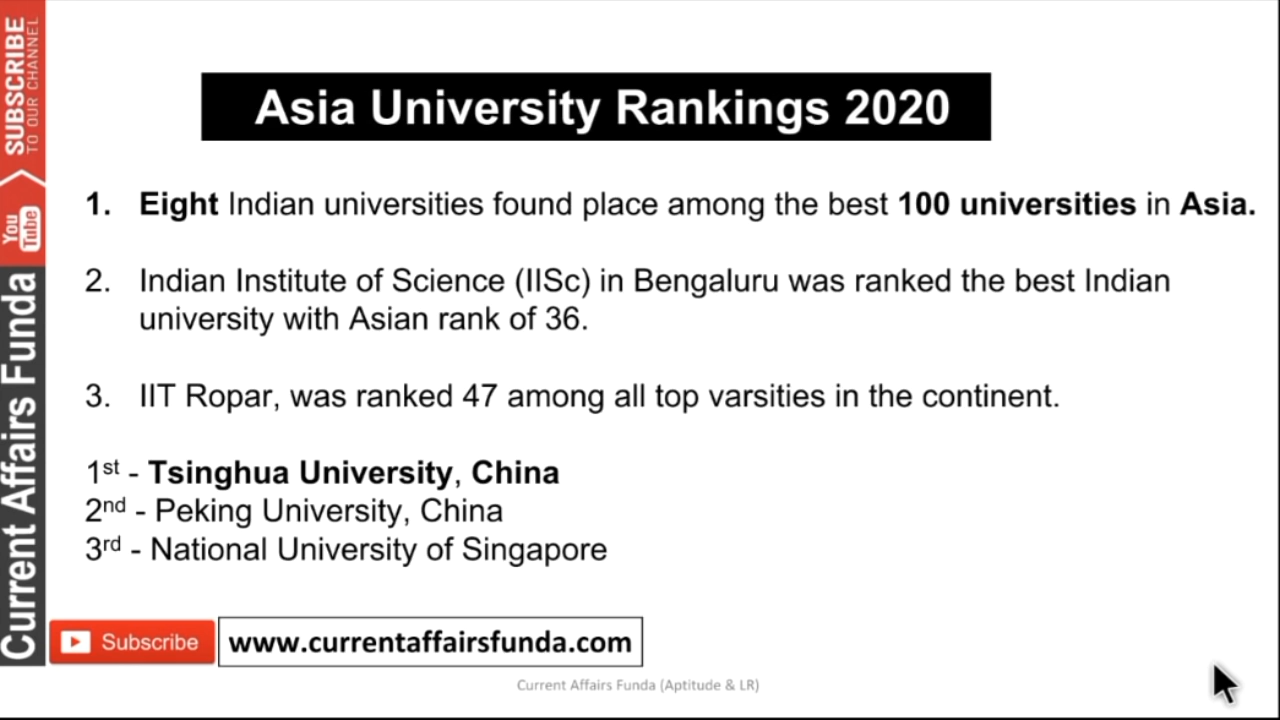 Asia University Rankings 2020
1. Eight Indian universities found place among the best 100 universities in Asia.
2. Indian Institute of Science (IISc) in Bengaluru was ranked the best Indian
university with Asian rank of 36.
3. IIT Ropar, was ranked 47 among all top varsities in the continent.
1st - Tsinghua University, China
2nd - Peking University, China
3rd - National University of Singapore
SUBSCRIBE
TO OUR CHANNEL
You
Tube
Current Affairs Funda
Subscribe
www.currentaffairsfunda.com
Current Affairs Funda (Aptitude & LR)